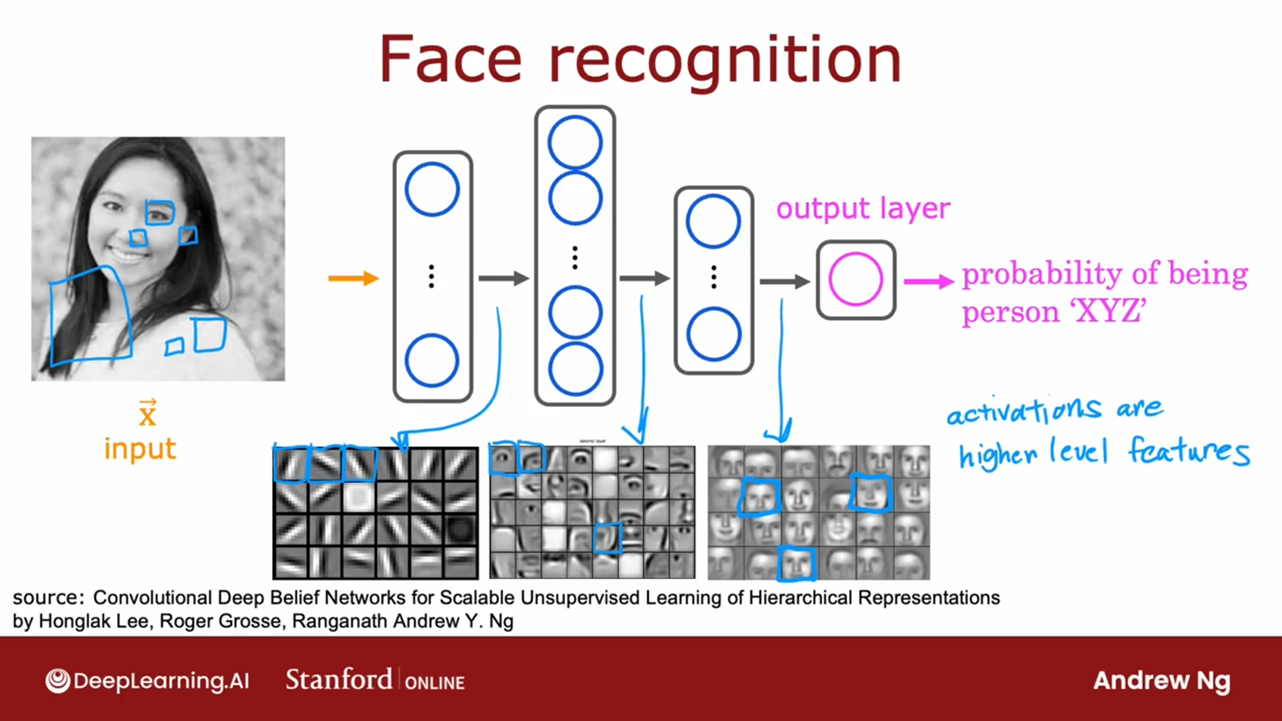 Face recognition
output layer
probability of being
person ‘XYZ’
x
input
activations are
higher level features
source: Convolutional Deep Belief Networks for Scalable Unsupervised Learning of Hierarchical Representations
by Honglak Lee, Roger Grosse, Ranganath Andrew Y. Ng
DeepLearning.AI
Stanford ONLINE
Andrew Ng